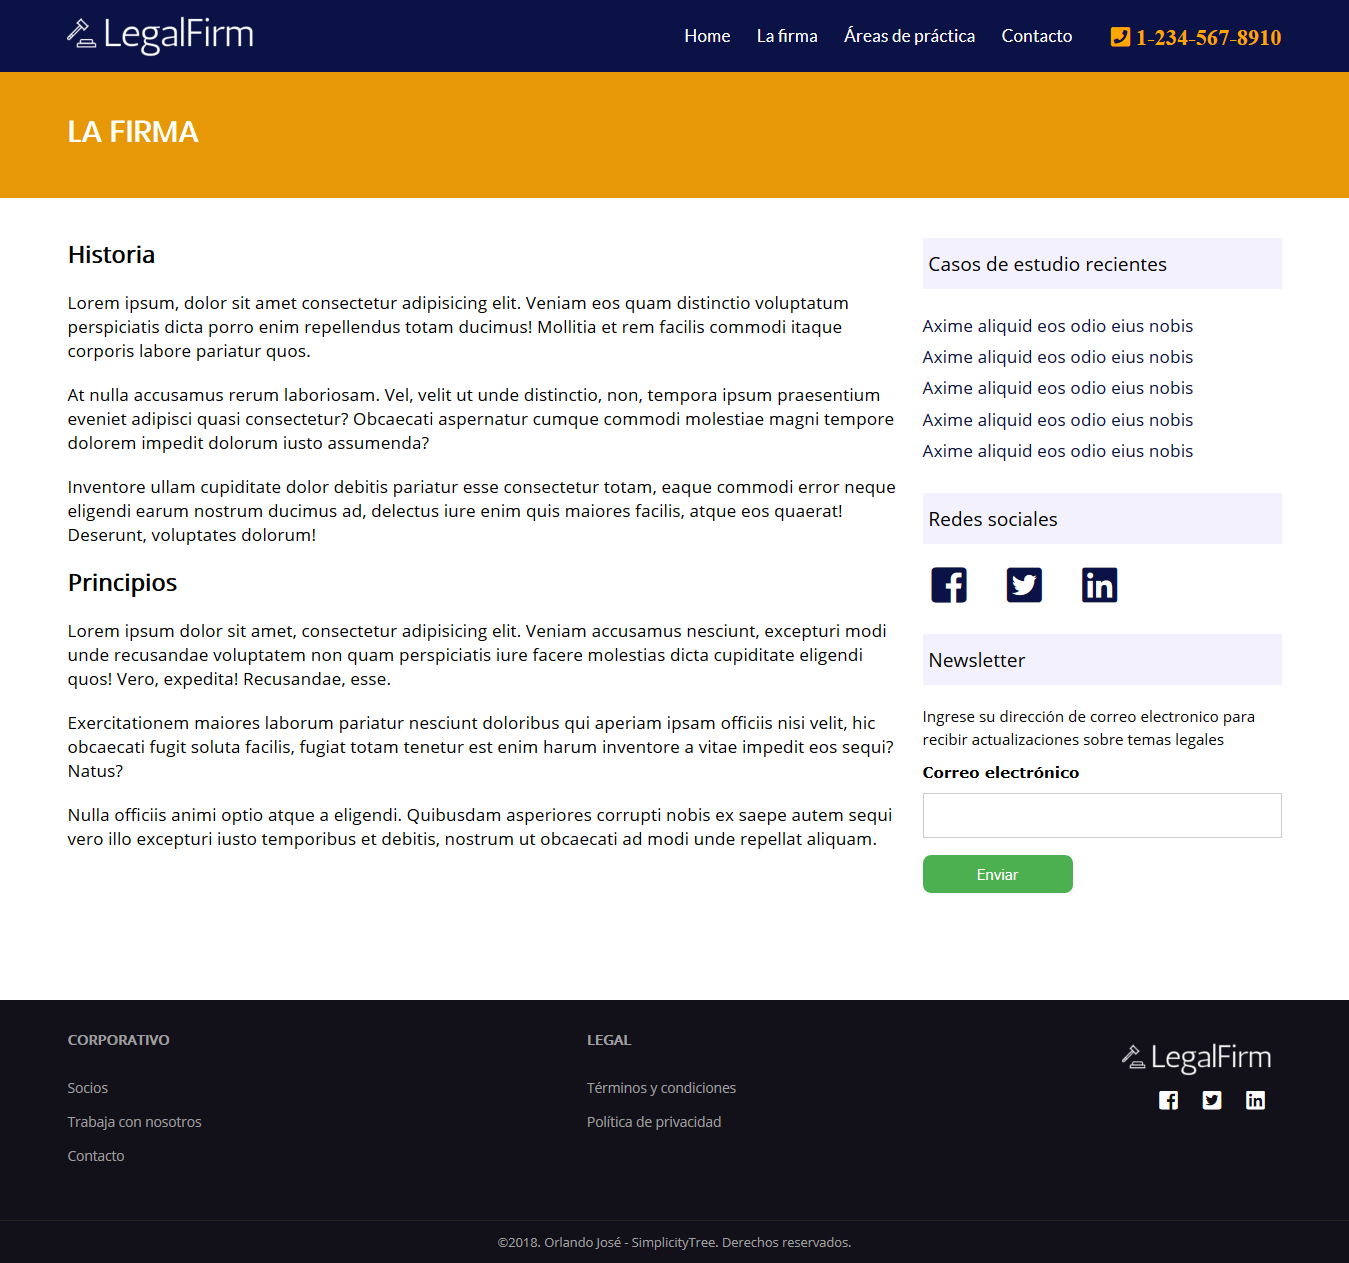 LegalFirm
Home La firma Áreas de práctica Contacto 1-234-567-8910
LA FIRMA
Historia
Lorem ipsum, dolor sit amet consectetur adipisicing elit. Veniam eos quam distinctio voluptatum
perspiciatis dicta porro enim repellendus totam ducimus! Mollitia et rem facilis commodi itaque
corporis labore pariatur quos.
At nulla accusamus rerum laboriosam. Vel, velit ut unde distinctio, non, tempora ipsum praesentium
eveniet adipisci quasi consectetur? Obcaecati aspernatur cumque commodi molestiae magni tempore
dolorem impedit dolorum iusto assumenda?
Inventore ullam cupiditate dolor debitis pariatur esse consectetur totam, eaque commodi error neque
eligendi earum nostrum ducimus ad, delectus iure enim quis maiores facilis, atque eos quaerat!
Deserunt, voluptates dolorum!
Principios
Lorem ipsum dolor sit amet, consectetur adipisicing elit. Veniam accusamus nesciunt, excepturi modi
unde recusandae voluptatem non quam perspiciatis iure facere molestias dicta cupiditate eligendi
quos! Vero, expedita! Recusandae, esse.
Exercitationem maiores laborum pariatur nesciunt doloribus qui aperiam ipsam officiis nisi velit, hic
obcaecati fugit soluta facilis, fugiat totam tenetur est enim harum inventore a vitae impedit eos sequi?
Natus?
Nulla officiis animi optio atque a eligendi. Quibusdam asperiores corrupti nobis ex saepe autem sequi
vero illo excepturi iusto temporibus et debitis, nostrum ut obcaecati ad modi unde repellat aliquam.
Casos de estudio recientes
Axime aliquid eos odio eius nobis
Axime aliquid eos odio eius nobis
Axime aliquid eos odio eius nobis
Axime aliquid eos odio eius nobis
Axime aliquid eos odio eius nobis
Redes sociales
Newsletter
Ingrese su dirección de correo electronico para
recibir actualizaciones sobre temas legales
Correo electrónico
Enviar
CORPORATIVO
Socios
Trabaja con nosotros
Contacto
LEGAL
Términos y condiciones
Política de privacidad
LegalFirm
©2018. Orlando José - SimplicityTree. Derechos reservados.